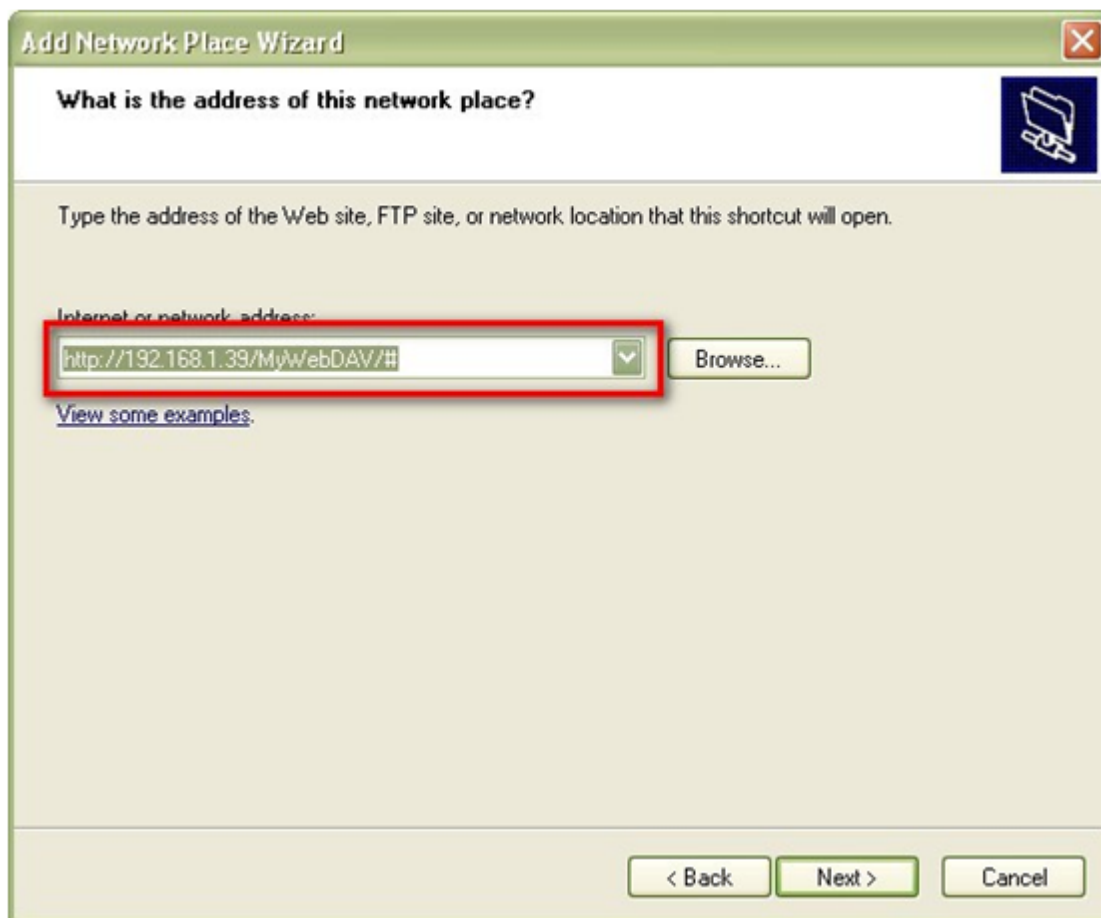 Add Network Place Wizard
What is the address of this network place?
Type the address of the Web site, FTP site, or network location that this shortcut will open.
Internet or network address:
http://192.168.1.39/MyWebDAV/#
Browse...
View some examples.
< Back
Next >
Cancel